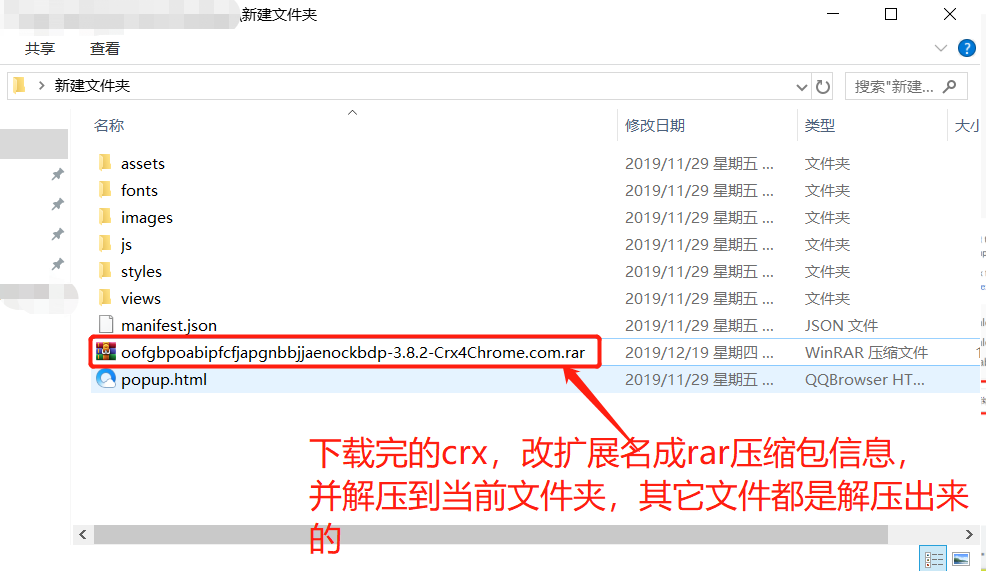 新建文件夹
共享 查看
新建文件夹 搜索"新建...
名称 修改日期 类型 大小
assets 2019/11/29 星期五 ... 文件夹
fonts 2019/11/29 星期五 ... 文件夹
images 2019/11/29 星期五 ... 文件夹
js 2019/11/29 星期五 ... 文件夹
styles 2019/11/29 星期五 ... 文件夹
views 2019/11/29 星期五 ... 文件夹
manifest.json 2019/11/29 星期五 ... JSON 文件
oofgbpoabipfcfjapgnbbjjaenockbdp-3.8.2-Crx4Chrome.com.rar 2019/12/19 星期四 ... WinRAR 压缩文件
popup.html 2019/11/29 星期五 ... QQBrowser HT...
下载完的crx，改扩展名成rar压缩包信息，
并解压到当前文件夹，其它文件都是解压出来
的